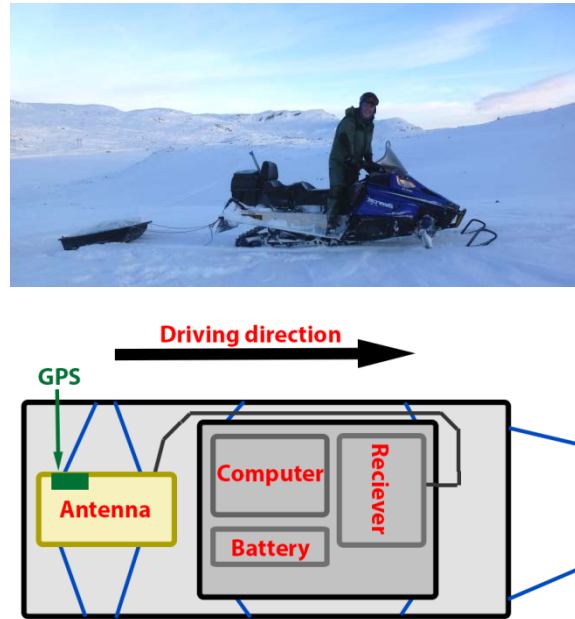 Driving direction
GPS
Computer
Antenna
Reciever
Battery